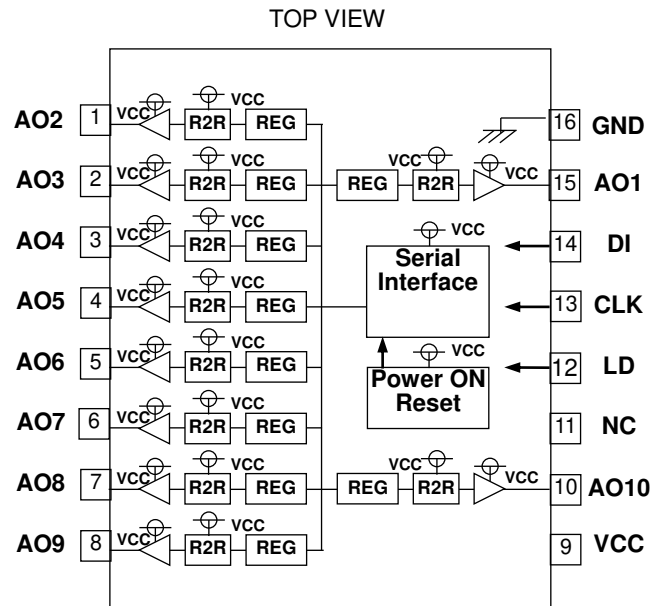 TOP VIEW
AO2 1 VCC R2R VCC REG 16 GND
AO3 2 VCC R2R VCC REG REG VCC R2R VCC 15 AO1
AO4 3 VCC R2R VCC REG Serial Interface VCC 14 DI
AO5 4 VCC R2R VCC REG 13 CLK
AO6 5 VCC R2R VCC REG Power ON Reset VCC 12 LD
AO7 6 VCC R2R VCC REG 11 NC
AO8 7 VCC R2R VCC REG REG VCC R2R VCC 10 AO10
AO9 8 VCC R2R VCC REG 9 VCC